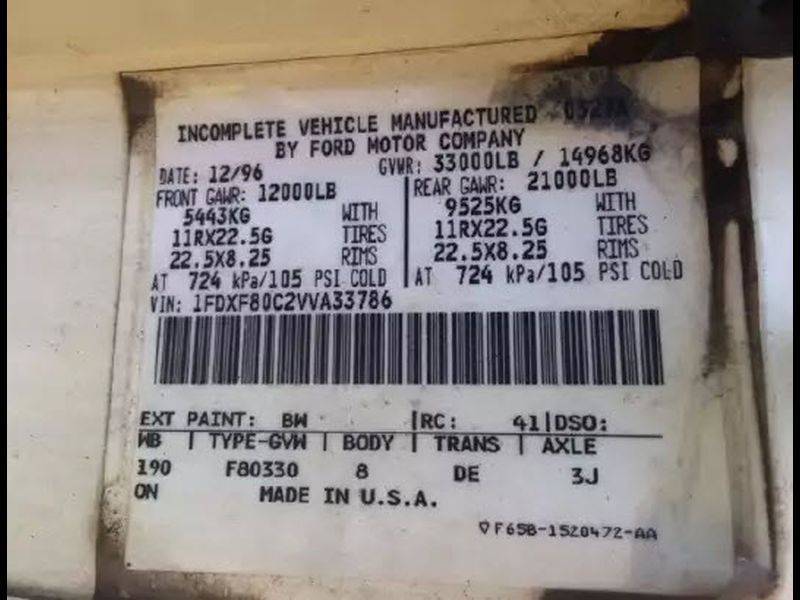 INCOMPLETE VEHICLE MANUFACTURED
BY FORD MOTOR COMPANY
DATE: 12/96 GVWR: 33000LB / 14968KG
FRONT GAWR: 12000LB REAR GAWR: 21000LB
5443KG WITH 9525KG WITH
11RX22.5G TIRES 11RX22.5G TIRES
22.5X8.25 RIMS 22.5X8.25 RIMS
AT 724 kPa/105 PSI COLD AT 724 kPa/105 PSI COLD
VIN: 1FDXF80C2VVA33786
EXT PAINT: BW RC: 41 DSO:
WB TYPE-GVW BODY TRANS AXLE
190 F80330 8 DE 3J
ON MADE IN U.S.A.
F65B-1520472-AA